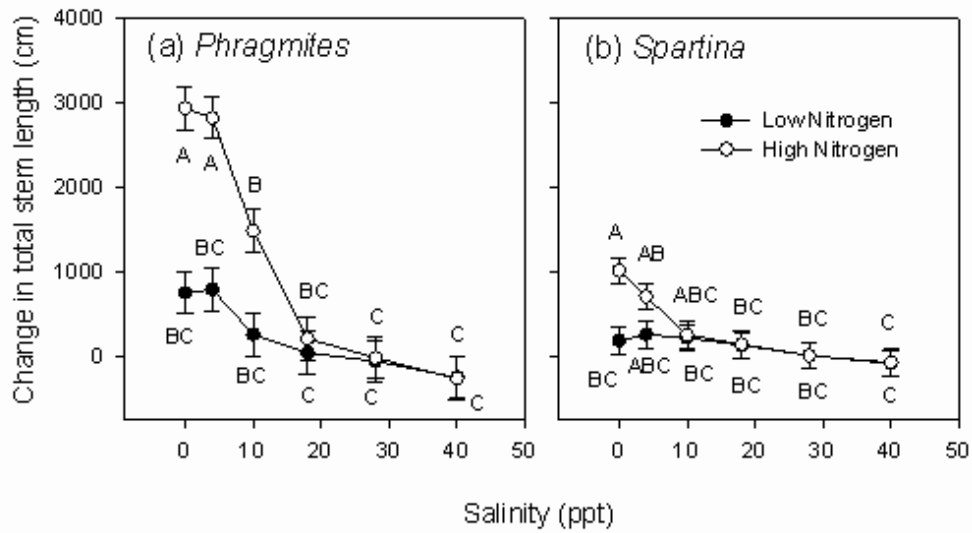 Change in total stem length (cm)
4000
3000
2000
1000
0
(a) Phragmites
A
A
B
BC
BC
C
C
BC
BC
C
C
C
0 10 20 30 40 50
(b) Spartina
Low Nitrogen
High Nitrogen
A
AB
ABC
BC
BC
C
BC
ABC
BC
BC
BC
C
0 10 20 30 40 50
Salinity (ppt)